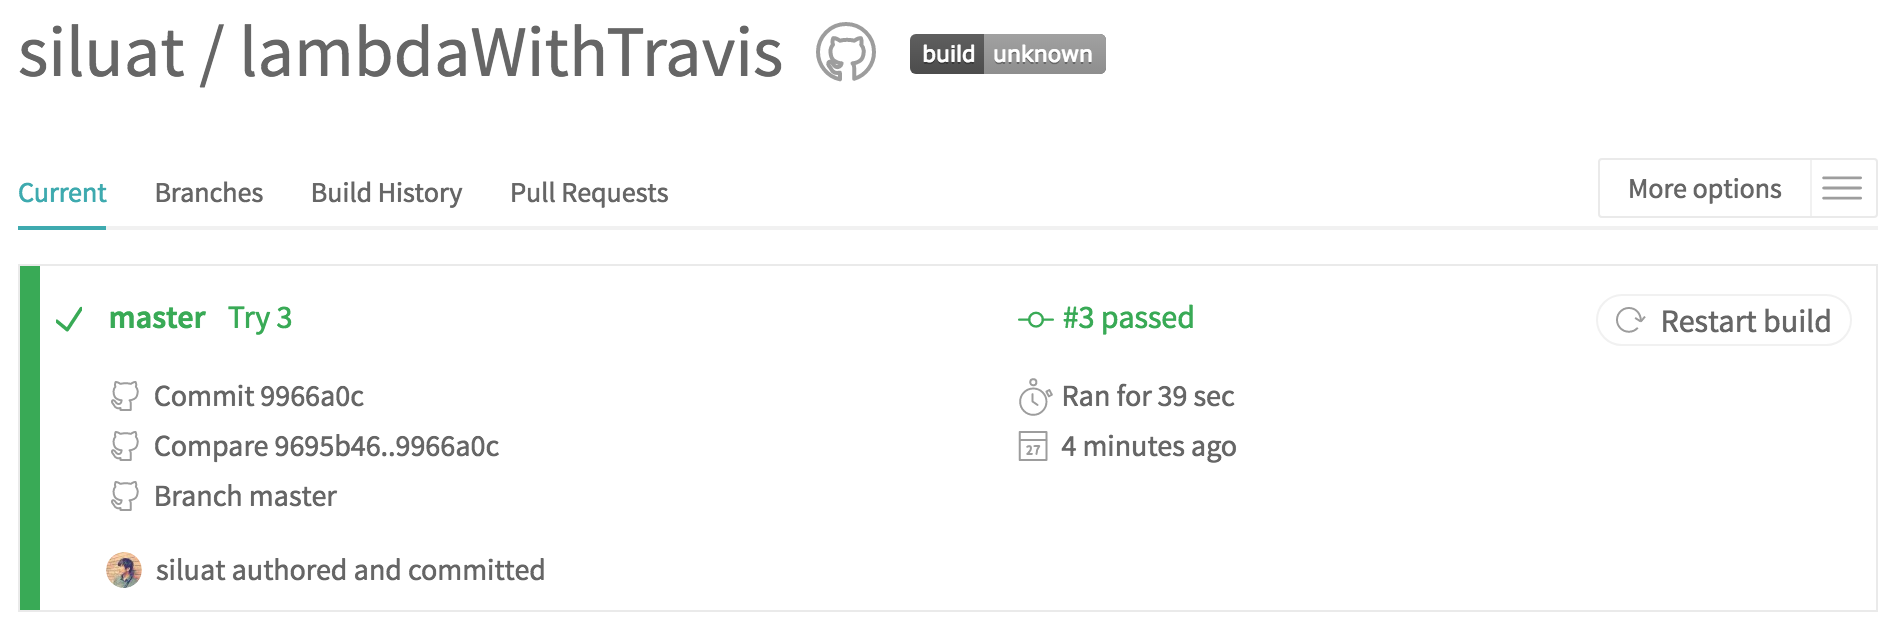 siluat / lambdaWithTravis build unknown
Current Branches Build History Pull Requests More options
master Try 3
Commit 9966a0c
Compare 9695b46..9966a0c
Branch master
siluat authored and committed
#3 passed
Ran for 39 sec
27 4 minutes ago
Restart build